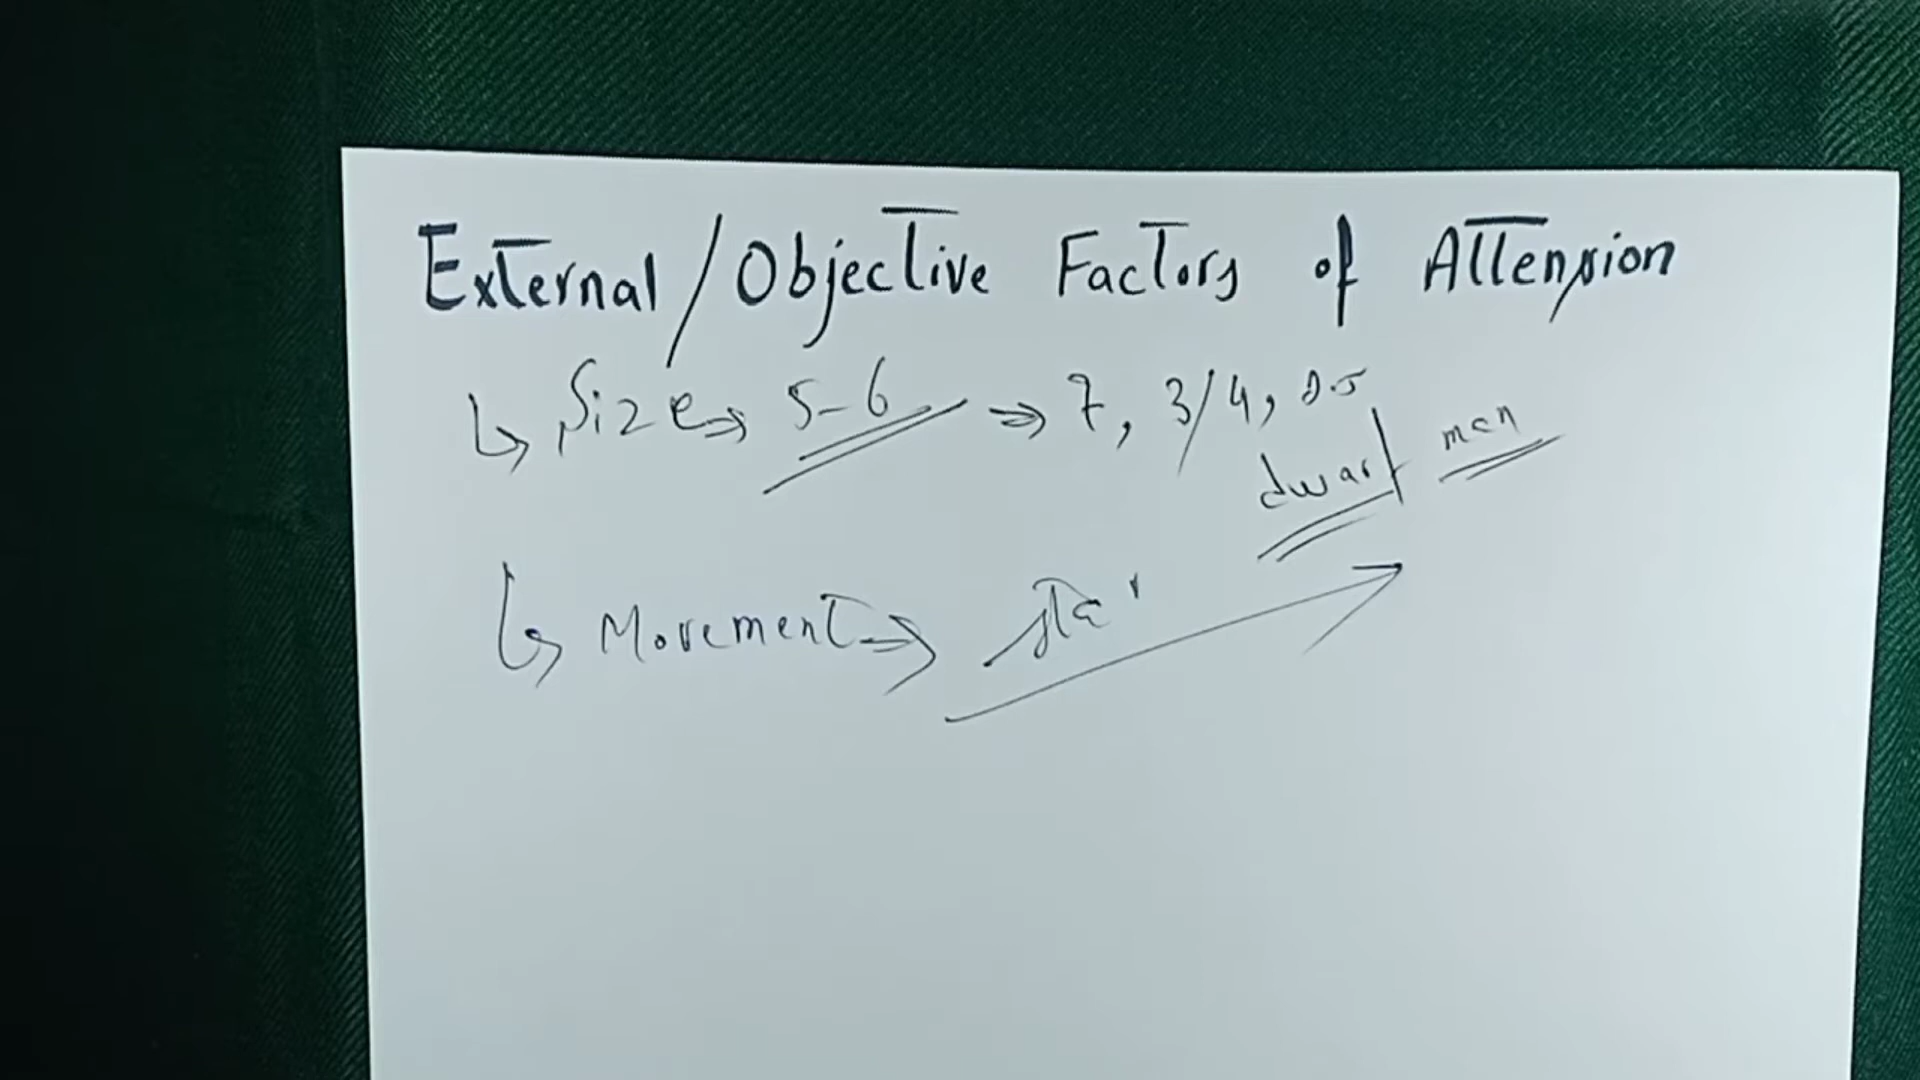 External/Objective Factors of Attension
↳ Size → 5-6 ⇒ 7, 3/4,
dwarf men
↳ Movement ⇒